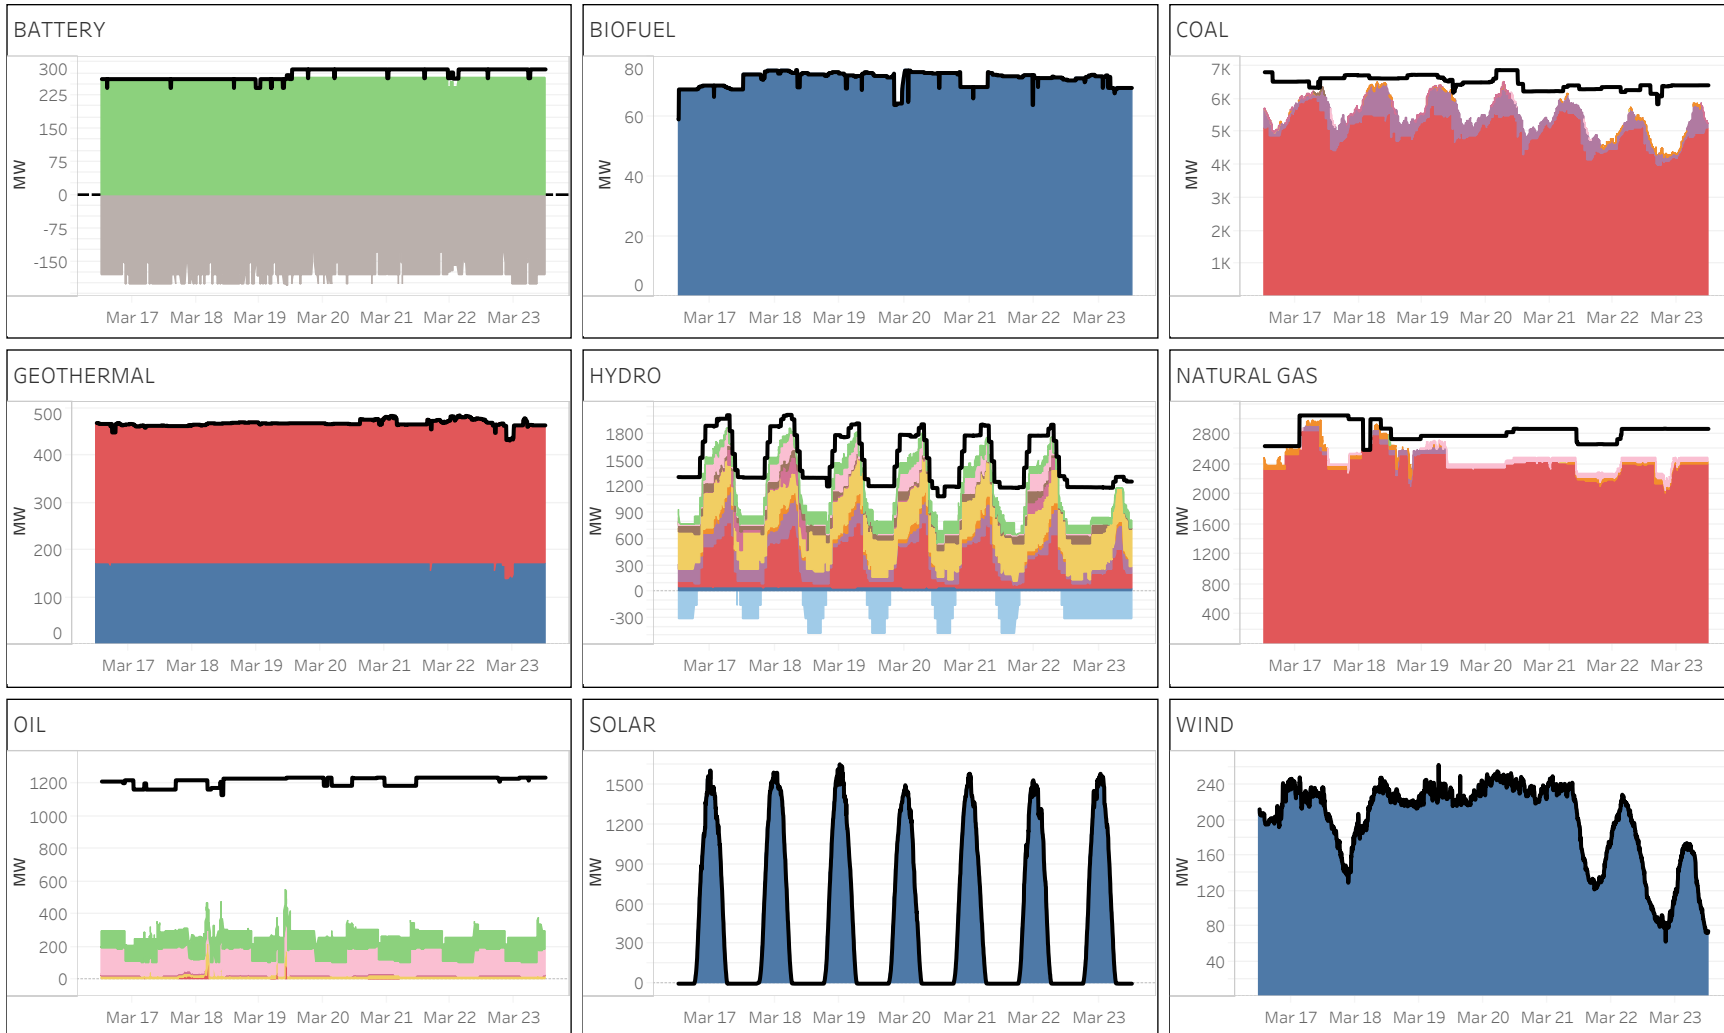 BATTERY
MW
300
225
150
75
0
-75
-150
Mar 17 Mar 18 Mar 19 Mar 20 Mar 21 Mar 22 Mar 23
BIOFUEL
MW
80
60
40
20
0
Mar 17 Mar 18 Mar 19 Mar 20 Mar 21 Mar 22 Mar 23
COAL
MW
7K
6K
5K
4K
3K
2K
1K
Mar 17 Mar 18 Mar 19 Mar 20 Mar 21 Mar 22 Mar 23
GEOTHERMAL
MW
500
400
300
200
100
0
Mar 17 Mar 18 Mar 19 Mar 20 Mar 21 Mar 22 Mar 23
HYDRO
MW
1800
1500
1200
900
600
300
0
-300
Mar 17 Mar 18 Mar 19 Mar 20 Mar 21 Mar 22 Mar 23
NATURAL GAS
MW
2800
2400
2000
1600
1200
800
400
Mar 17 Mar 18 Mar 19 Mar 20 Mar 21 Mar 22 Mar 23
OIL
MW
1200
1000
800
600
400
200
0
Mar 17 Mar 18 Mar 19 Mar 20 Mar 21 Mar 22 Mar 23
SOLAR
MW
1500
1200
900
600
300
0
Mar 17 Mar 18 Mar 19 Mar 20 Mar 21 Mar 22 Mar 23
WIND
MW
240
200
160
120
80
40
Mar 17 Mar 18 Mar 19 Mar 20 Mar 21 Mar 22 Mar 23